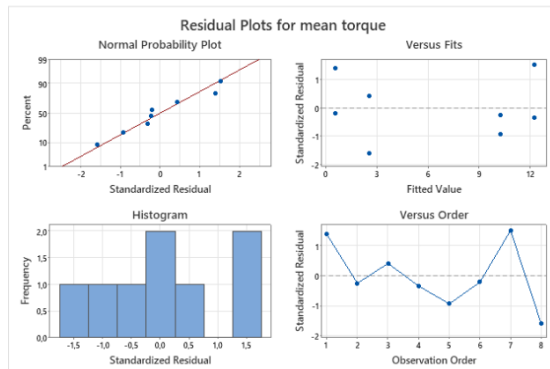 Residual Plots for mean torque
Normal Probability Plot
99
90
50
10
1
Percent
-2 -1 0 1 2
Standardized Residual
Versus Fits
1
0
-1
-2
Standardized Residual
0 3 6 9 12
Fitted Value
Histogram
2,0
1,5
1,0
0,5
0,0
Frequency
-1,5 -1,0 -0,5 0,0 0,5 1,0 1,5
Standardized Residual
Versus Order
1
0
-1
-2
Standardized Residual
1 2 3 4 5 6 7 8
Observation Order